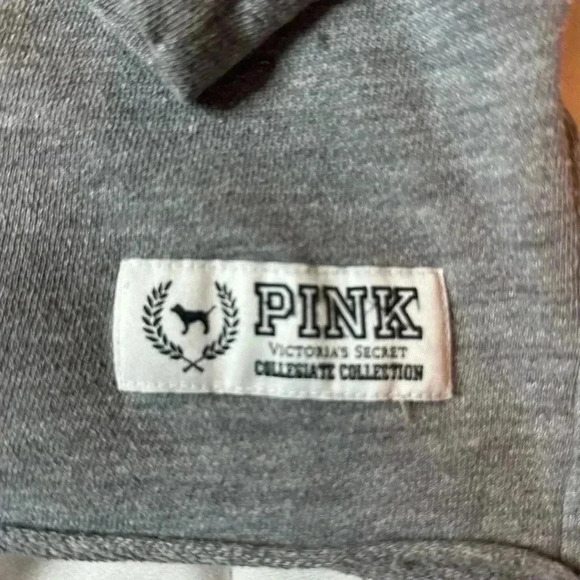 PINK
VICTORIA'S SECRET
COLLEGIATE COLLECTION